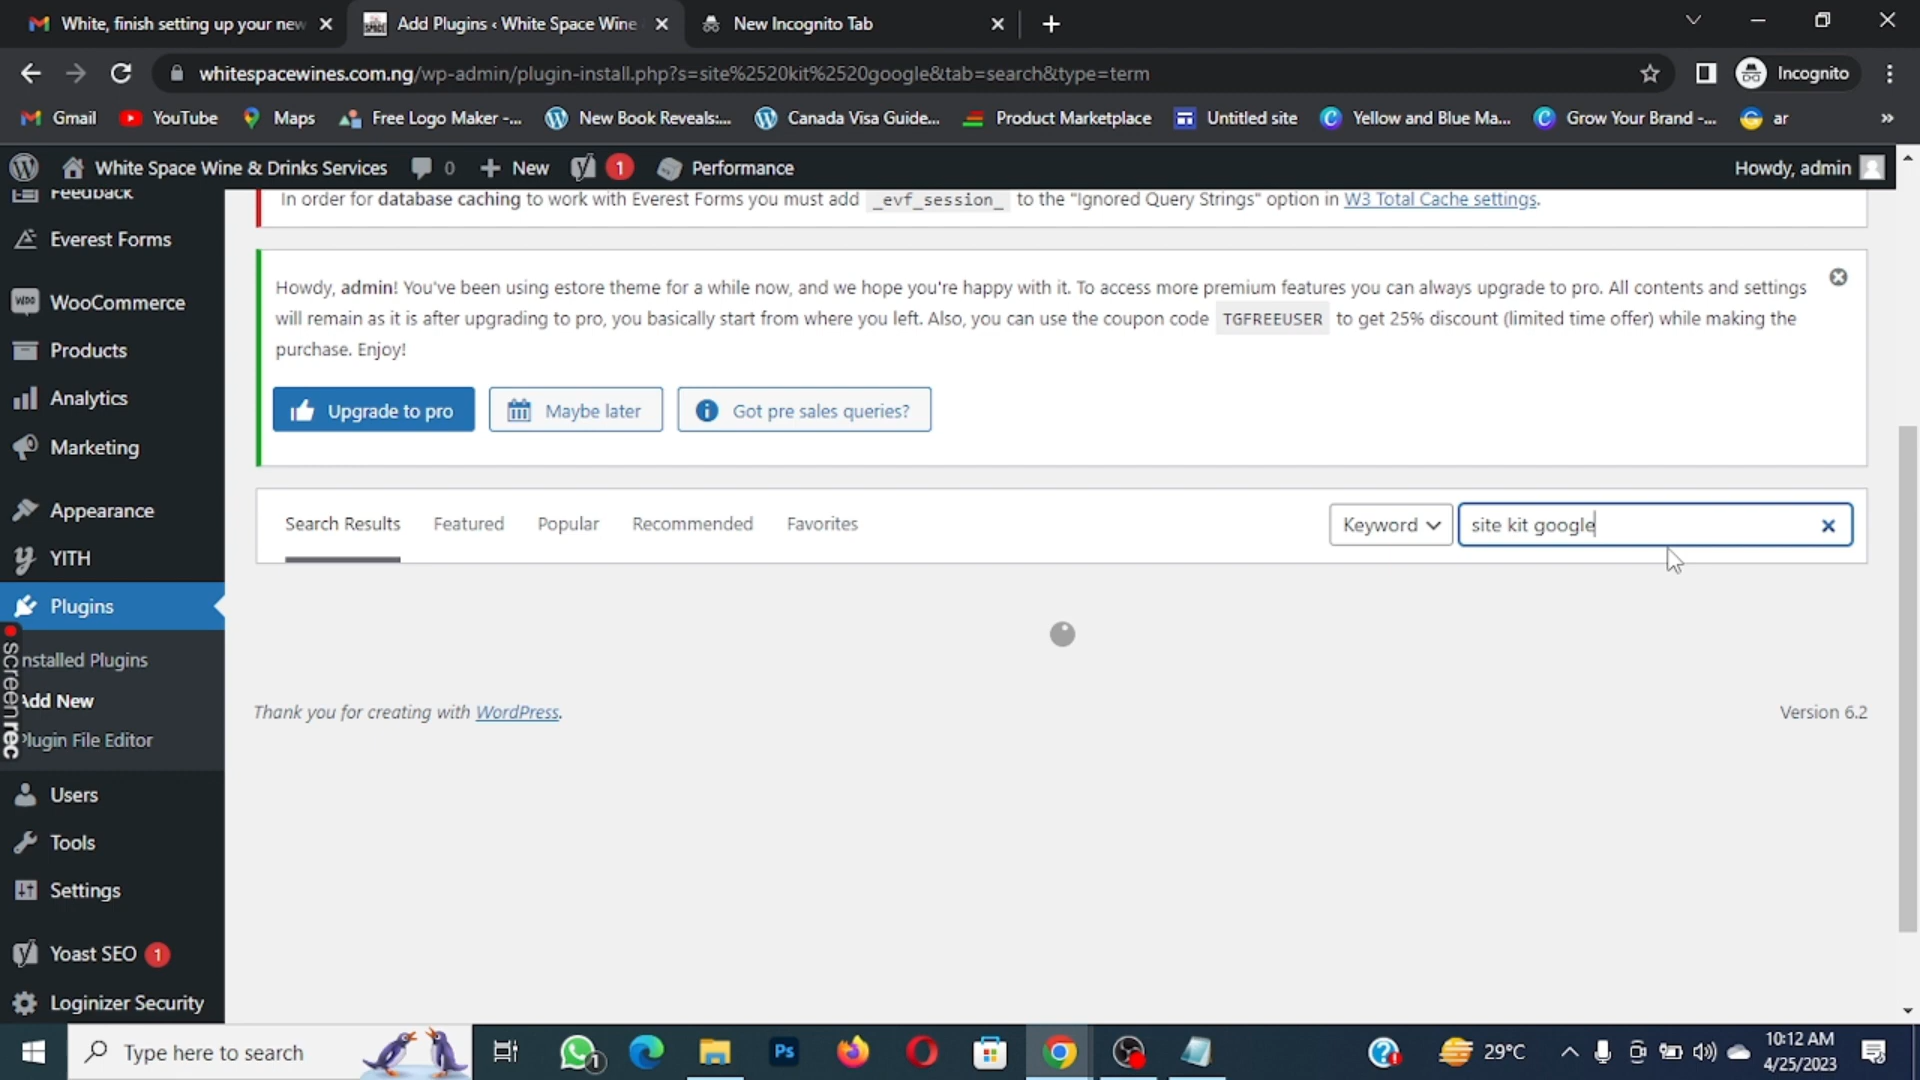 White, finish setting up your new
Add Plugins ‹ White Space Wine
New Incognito Tab
whitespacewines.com.ng/wp-admin/plugin-install.php?s=site%2520kit%2520google&tab=search&type=term
Incognito
Gmail
YouTube
Maps
Free Logo Maker -...
New Book Reveals:...
Canada Visa Guide...
Product Marketplace
Untitled site
Yellow and Blue Ma...
Grow Your Brand -...
ar
»
White Space Wine & Drinks Services
0
New
1
Performance
Howdy, admin
Feedback
Everest Forms
WooCommerce
Products
Analytics
Marketing
Appearance
YITH
Plugins
Installed Plugins
Add New
Plugin File Editor
Users
Tools
Settings
Yoast SEO 1
Loginizer Security
screenrec
In order for database caching to work with Everest Forms you must add _evf_session_ to the "Ignored Query Strings" option in W3 Total Cache settings.
Howdy, admin! You've been using estore theme for a while now, and we hope you're happy with it. To access more premium features you can always upgrade to pro. All contents and settings
will remain as it is after upgrading to pro, you basically start from where you left. Also, you can use the coupon code TGFREEUSER to get 25% discount (limited time offer) while making the
purchase. Enjoy!
Upgrade to pro
Maybe later
Got pre sales queries?
Search Results
Featured
Popular
Recommended
Favorites
Keyword
site kit google
Thank you for creating with WordPress.
Version 6.2
Type here to search
1
Ps
29°C
10:12 AM
4/25/2023